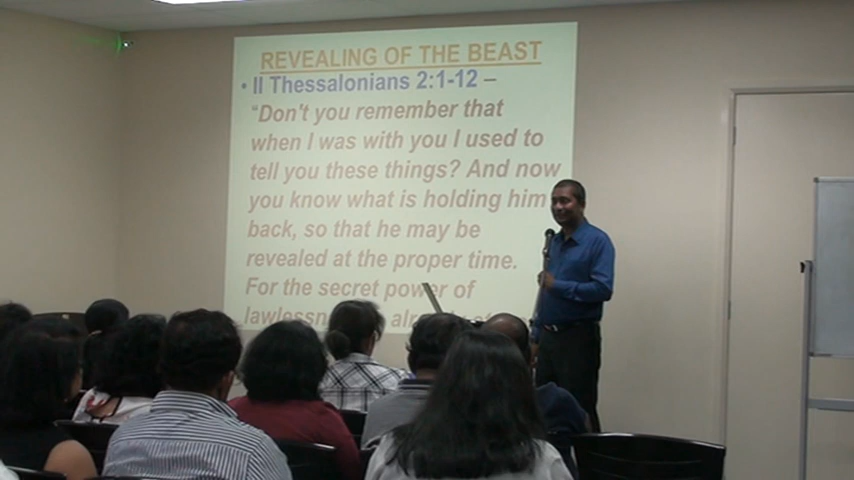 REVEALING OF THE BEAST
• II Thessalonians 2:1-12 –
“Don't you remember that
when I was with you I used to
tell you these things? And now
you know what is holding him
back, so that he may be
revealed at the proper time.
For the secret power of